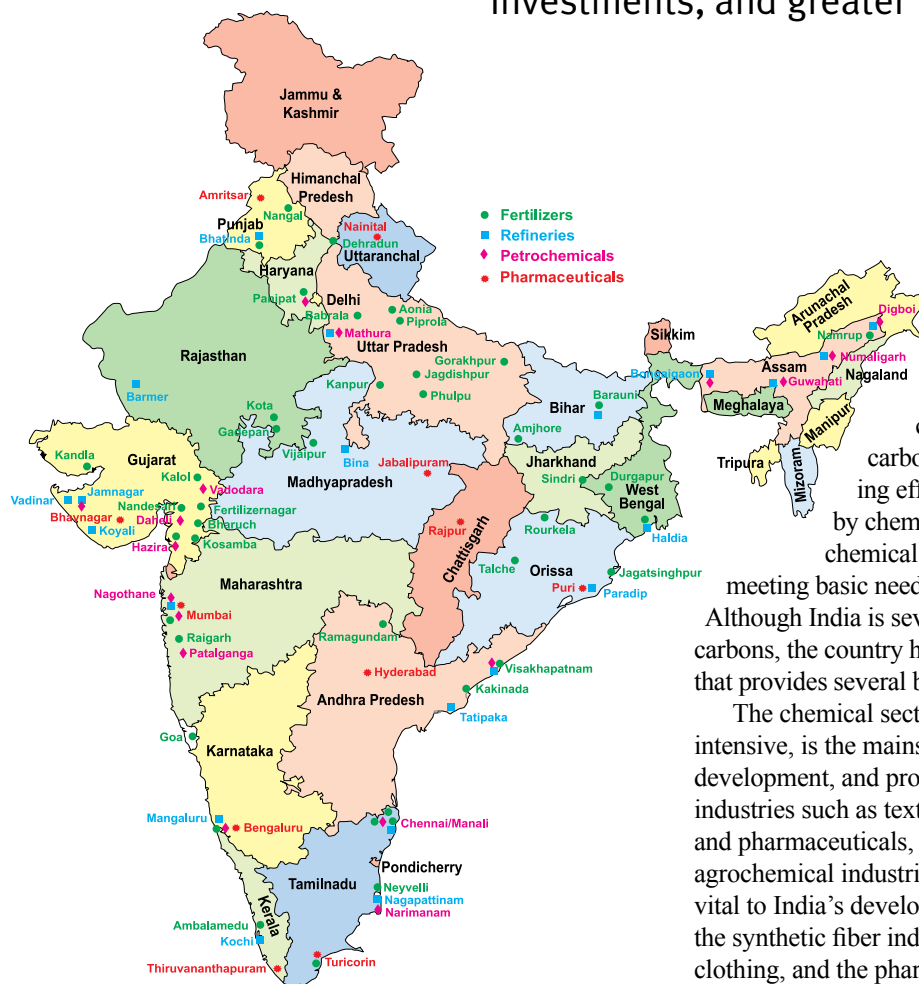 investments, and greater
Jammu &
Kashmir
Himanchal
Predesh
Amritsar
Nangal
Punjab
Bhatinda
Nainital
Dehradun
Uttaranchal
Fertilizers
Refineries
Petrochemicals
Pharmaceuticals
Haryana
Panipat
Delhi
Babrala
Aonia
Piprola
Mathura
Uttar Pradesh
Rajasthan
Gorakhpur
Jagdishpur
Kanpur
Phulpu
Barmer
Kota
Gadepan
Vijaipur
Bina
Madhyapradesh
Jabalipuram
Sikkim
Arunachal
Pradesh
Digboi
Namrup
Numaligarh
Assam
Nagaland
Bongaigaon
Guwahati
Meghalaya
Manipur
Tripura
Mizoram
Bihar
Barauni
Amjhore
Jharkhand
Sindri
Durgapur
West
Bengal
Haldia
Kandla
Gujarat
Kalol
Vadinar
Jamnagar
Vadodara
Nandesari
Fertilizernagar
Bhavnagar
Daheij
Bharuch
Koyali
Hazira
Kosamba
Rajpur
Chattisgarh
Rourkela
Talche
Orissa
Jagatsinghpur
Puri
Paradip
Maharashtra
Nagothane
Mumbai
Raigarh
Patalganga
Ramagundam
Hyderabad
Andhra Predesh
Visakhapatnam
Kakinada
Tatipaka
Goa
Karnataka
Mangaluru
Bengaluru
Chennai/Manali
Pondicherry
Tamilnadu
Neyvelli
Nagapattinam
Narimanam
Kerala
Ambalamedu
Kochi
Thiruvananthapuram
Turicorin
carbo
ing eff
by chem
chemical
meeting basic need
Although India is sev
carbons, the country h
that provides several b
The chemical sect
intensive, is the mains
development, and pro
industries such as text
and pharmaceuticals,
agrochemical industri
vital to India's develo
the synthetic fiber ind
clothing, and the phar